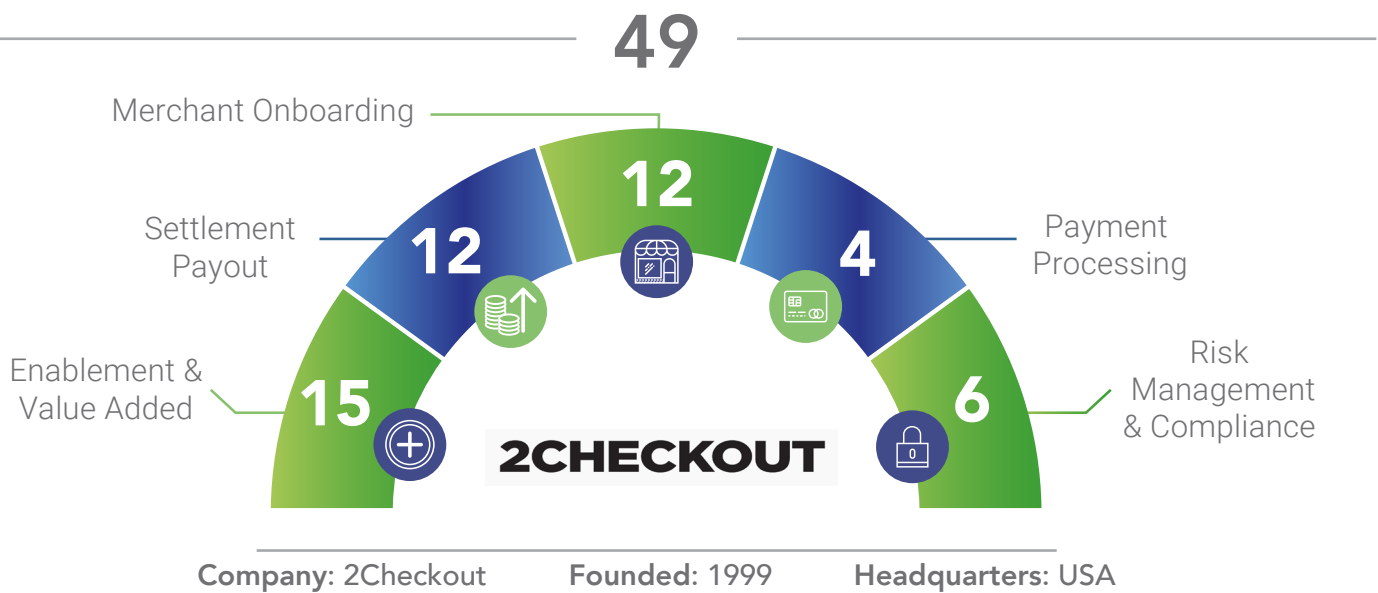 49
Merchant Onboarding
12
Settlement
Payout
12
4
Payment
Processing
Enablement &
Value Added
15
6
Risk
Management
& Compliance
0
2CHECKOUT
Company: 2Checkout Founded: 1999 Headquarters: USA